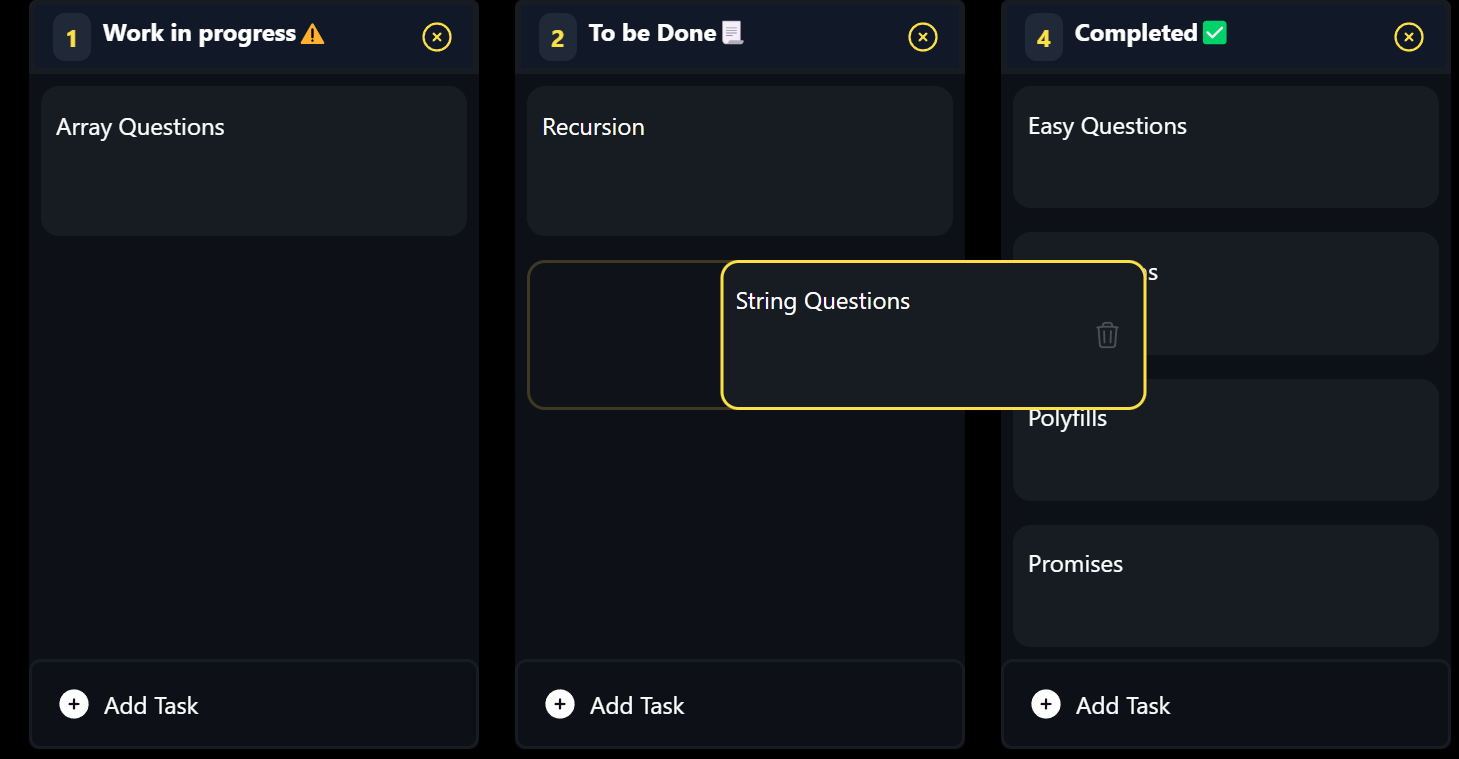 1 Work in progress⚠️
Array Questions
Add Task
2 To be Done📜
Recursion
String Questions
Add Task
4 Completed✅
Easy Questions
Polyfills
Promises
Add Task